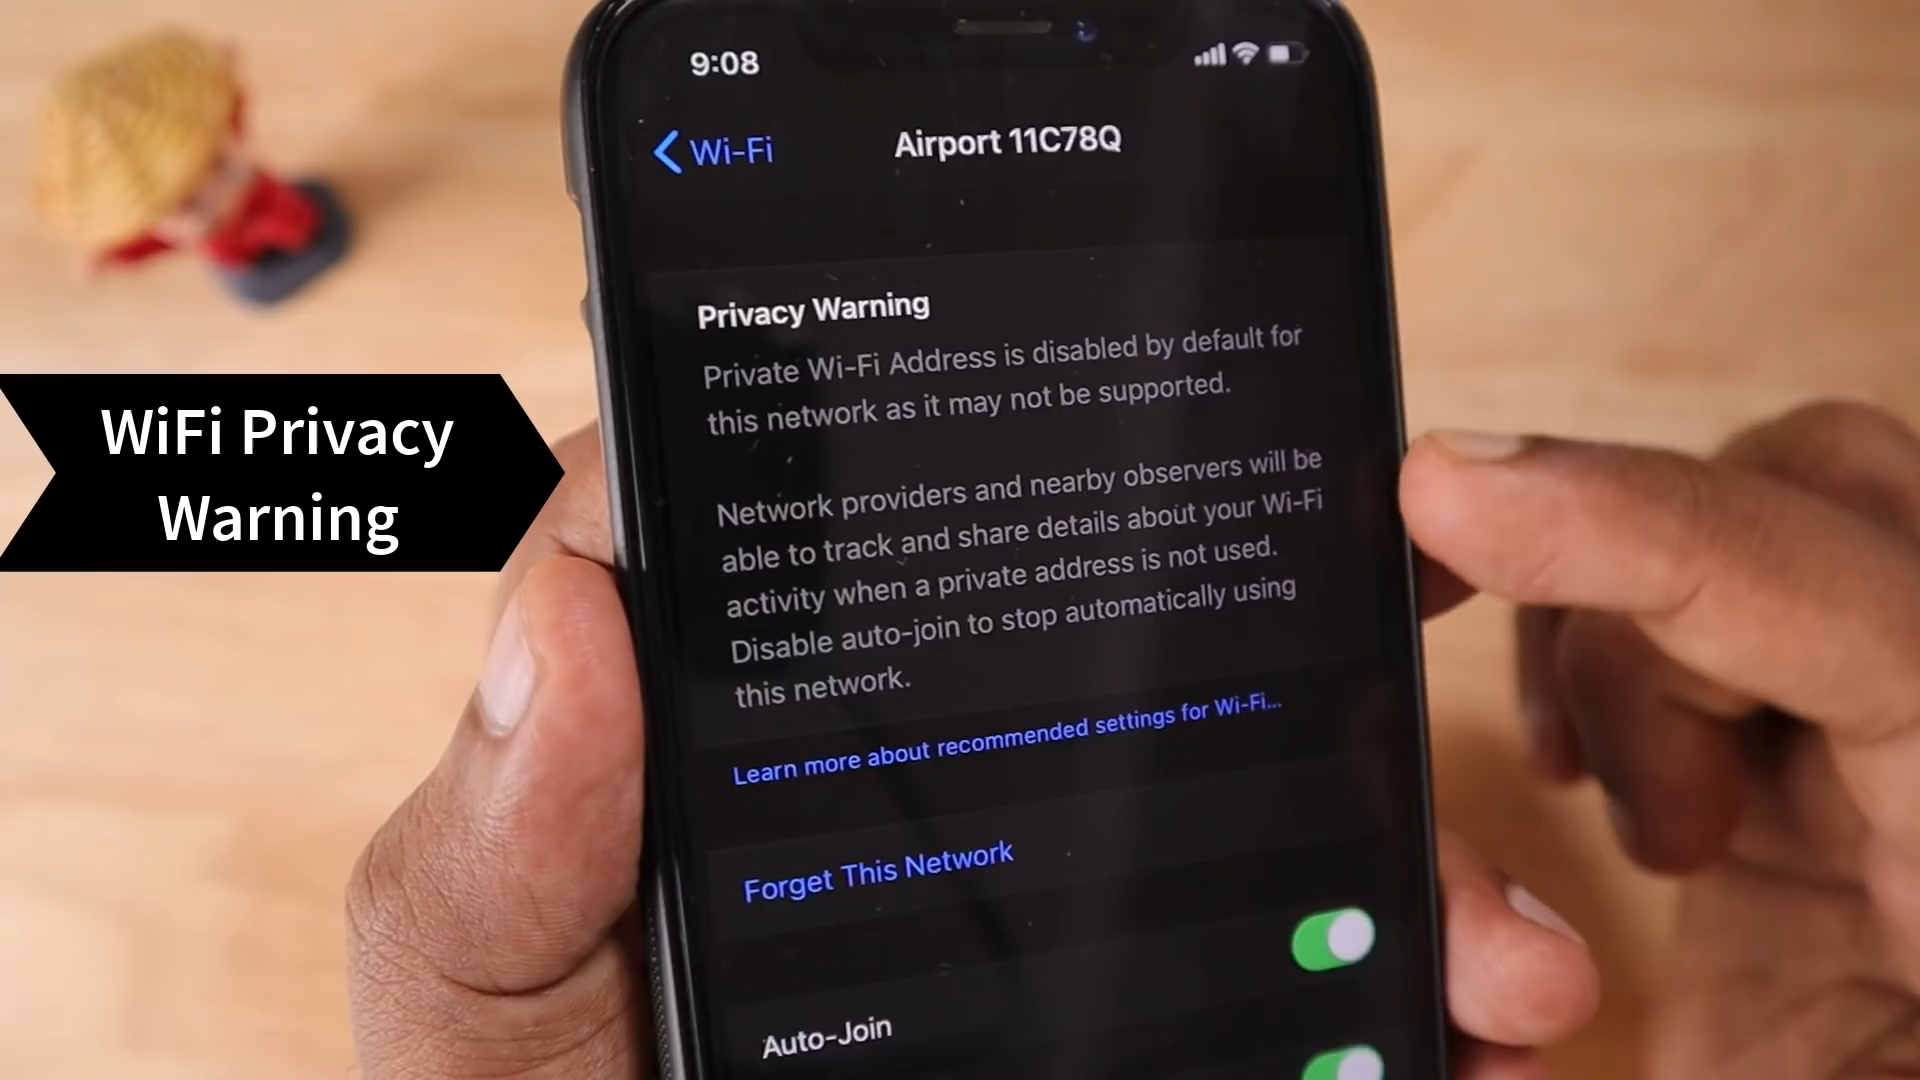 9:08
Wi-Fi
Airport 11C78Q
Privacy Warning
Private Wi-Fi Address is disabled by default for
this network as it may not be supported.
Network providers and nearby observers will be
able to track and share details about your Wi-Fi
activity when a private address is not used.
Disable auto-join to stop automatically using
this network.
Learn more about recommended settings for Wi-Fi...
Forget This Network
Auto-Join
WiFi Privacy
Warning